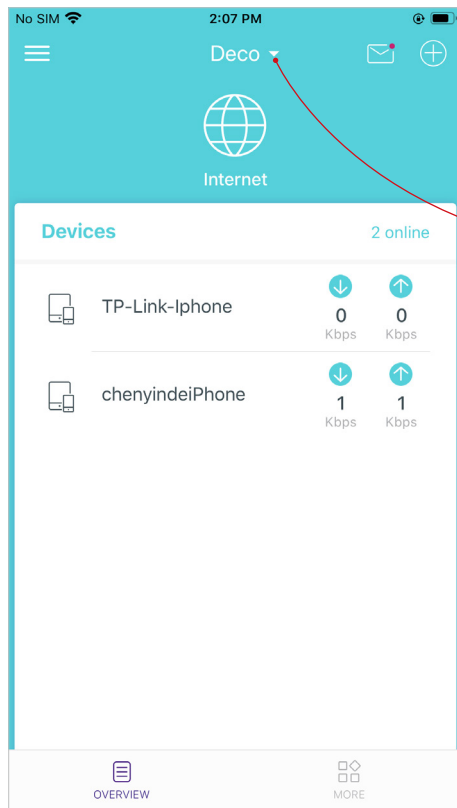 No SIM 2:07 PM
Deco
Internet
Devices 2 online
TP-Link-Iphone 0 0
Kbps Kbps
chenyindeiPhone 1 1
Kbps Kbps
OVERVIEW MORE